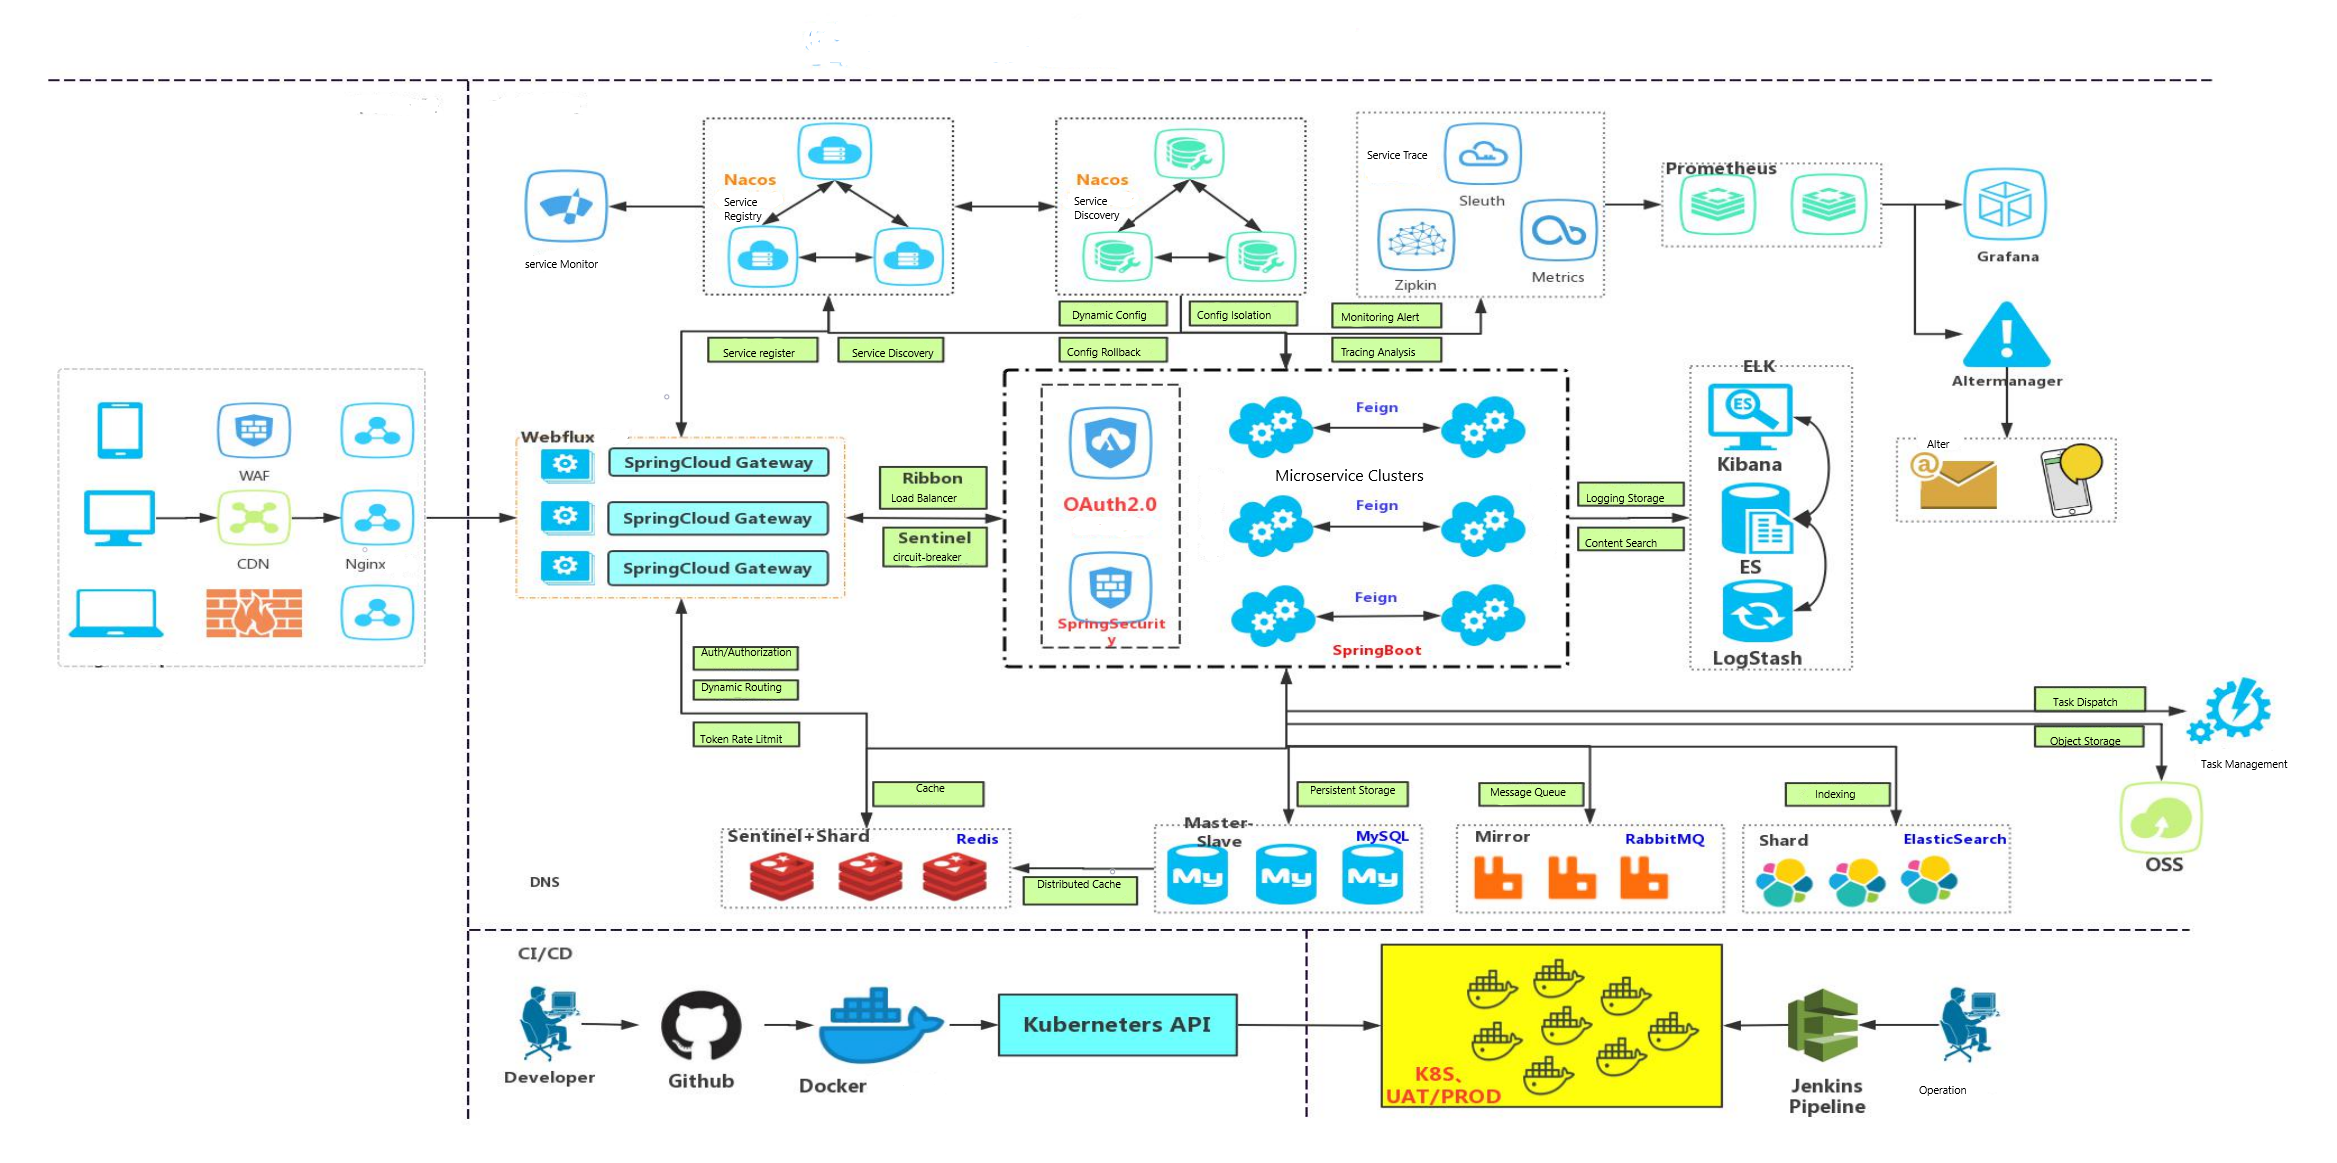 Nacos
Service
Registry
service Monitor
Nacos
Service
Discovery
Service Trace
Sleuth
Zipkin
Metrics
Prometheus
Grafana
Dynamic Config
Config Isolation
Monitoring Alert
Service register
Service Discovery
Config Rollback
Tracing Analysis
Altermanager
Alter
WAF
CDN
Nginx
Webflux
SpringCloud Gateway
SpringCloud Gateway
SpringCloud Gateway
Ribbon
Load Balancer
Sentinel
circuit-breaker
OAuth2.0
SpringSecurit
y
Feign
Microservice Clusters
Feign
Feign
SpringBoot
Logging Storage
Content Search
ELK
ES
Kibana
ES
LogStash
Auth/Authorization
Dynamic Routing
Token Rate Litmit
Task Dispatch
Object Storage
Task Management
OSS
Cache
Persistent Storage
Message Queue
Indexing
Sentinel+Shard
Redis
Distributed Cache
Master-
Slave
MySQL
My
My
My
Mirror
RabbitMQ
Shard
ElasticSearch
DNS
CI/CD
Developer
Github
Docker
Kuberneters API
K8S、
UAT/PROD
Jenkins
Pipeline
Operation